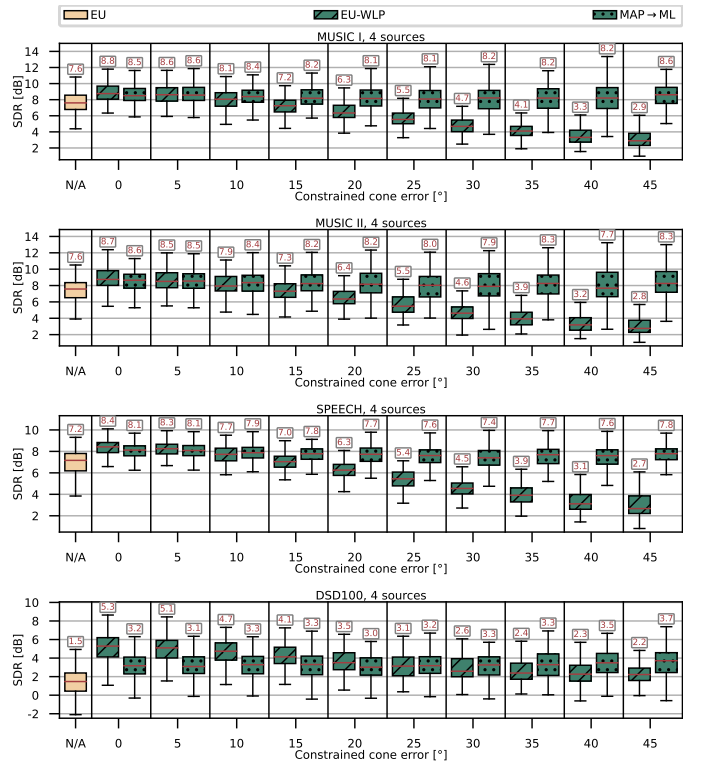 EU EU-WLP MAP→ML
MUSIC I, 4 sources
SDR [dB]
14
12
10
8
6
4
2
7.6 8.8 8.5 8.6 8.6 8.1 8.4 7.2 8.2 6.3 8.1 5.5 8.1 4.7 8.2 4.1 8.2 3.3 8.2 2.9 8.6
N/A 0 5 10 15 20 25 30 35 40 45
Constrained cone error [°]
MUSIC II, 4 sources
SDR [dB]
14
12
10
8
6
4
2
7.6 8.7 8.6 8.5 8.5 7.9 8.4 7.3 8.2 6.4 8.2 5.5 8.0 4.6 7.9 3.9 8.3 3.2 7.7 2.8 8.3
N/A 0 5 10 15 20 25 30 35 40 45
Constrained cone error [°]
SPEECH, 4 sources
SDR [dB]
10
8
6
4
2
7.2 8.4 8.1 8.3 8.1 7.7 7.9 7.0 7.8 6.3 7.7 5.4 7.6 4.5 7.4 3.9 7.7 3.1 7.6 2.7 7.8
N/A 0 5 10 15 20 25 30 35 40 45
Constrained cone error [°]
DSD100, 4 sources
SDR [dB]
10
8
6
4
2
0
-2
1.5 5.3 3.2 5.1 3.1 4.7 3.3 4.1 3.3 3.5 3.0 3.1 3.2 2.6 3.3 2.4 3.3 2.3 3.5 2.2 3.7
N/A 0 5 10 15 20 25 30 35 40 45
Constrained cone error [°]